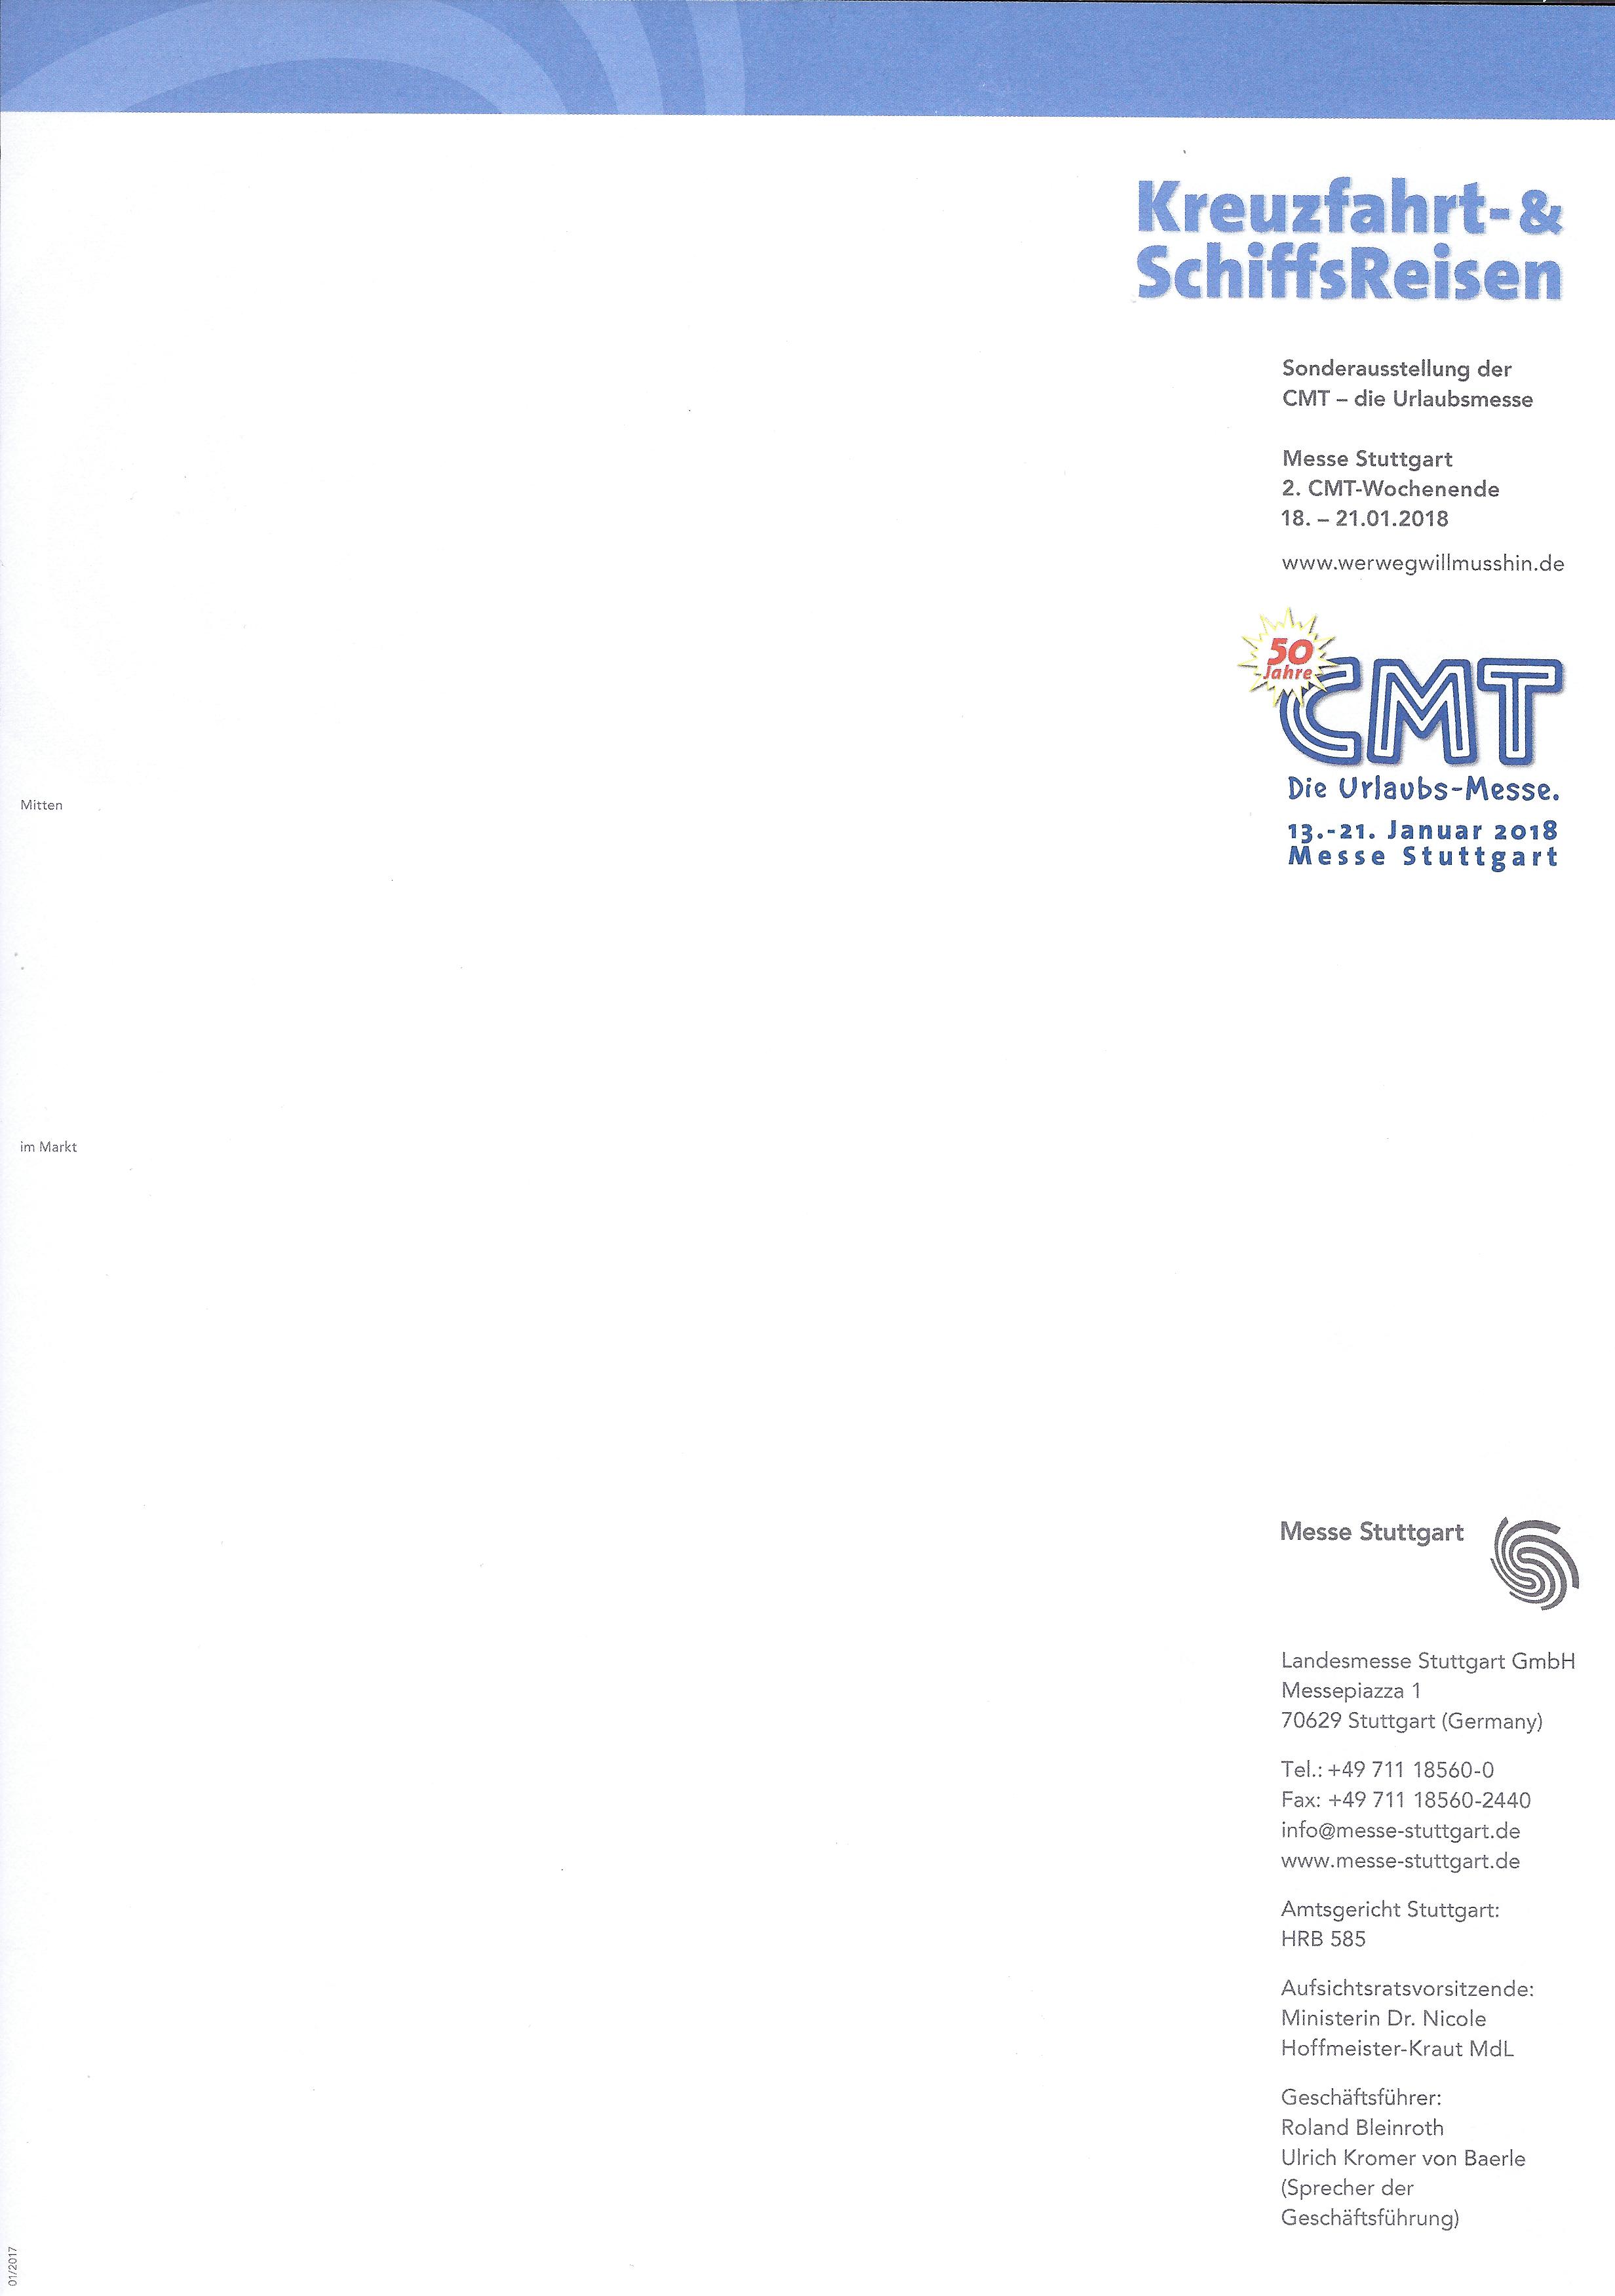 Kreuzfahrt-&
SchiffsReisen
Sonderausstellung der
CMT – die Urlaubsmesse
Messe Stuttgart
2. CMT-Wochenende
18. – 21.01.2018
www.werwegwillmusshin.de
50
Jahre
CMT
Die Urlaubs-Messe.
13.-21. Januar 2018
Messe Stuttgart
Mitten
im Markt
Messe Stuttgart
Landesmesse Stuttgart GmbH
Messepiazza 1
70629 Stuttgart (Germany)
Tel.: +49 711 18560-0
Fax: +49 711 18560-2440
info@messe-stuttgart.de
www.messe-stuttgart.de
Amtsgericht Stuttgart:
HRB 585
Aufsichtsratsvorsitzende:
Ministerin Dr. Nicole
Hoffmeister-Kraut MdL
Geschäftsführer:
Roland Bleinroth
Ulrich Kromer von Baerle
(Sprecher der
Geschäftsführung)
01/2017